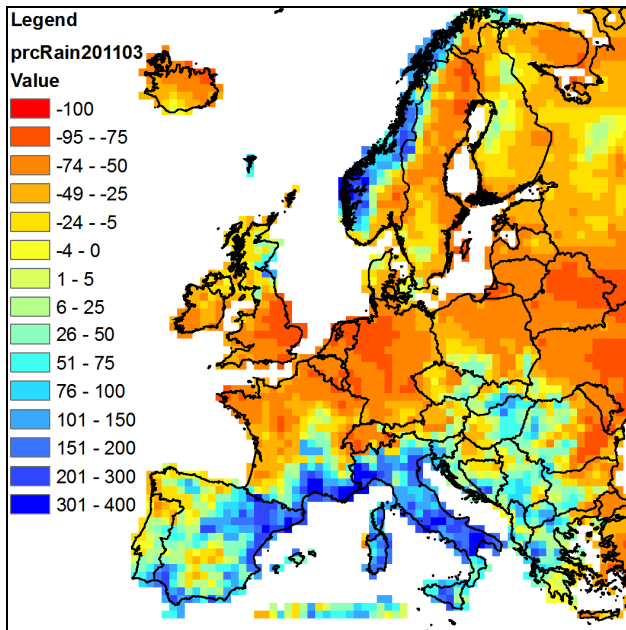 Legend
prcRain201103
Value
-100
-95 - -75
-74 - -50
-49 - -25
-24 - -5
-4 - 0
1 - 5
6 - 25
26 - 50
51 - 75
76 - 100
101 - 150
151 - 200
201 - 300
301 - 400